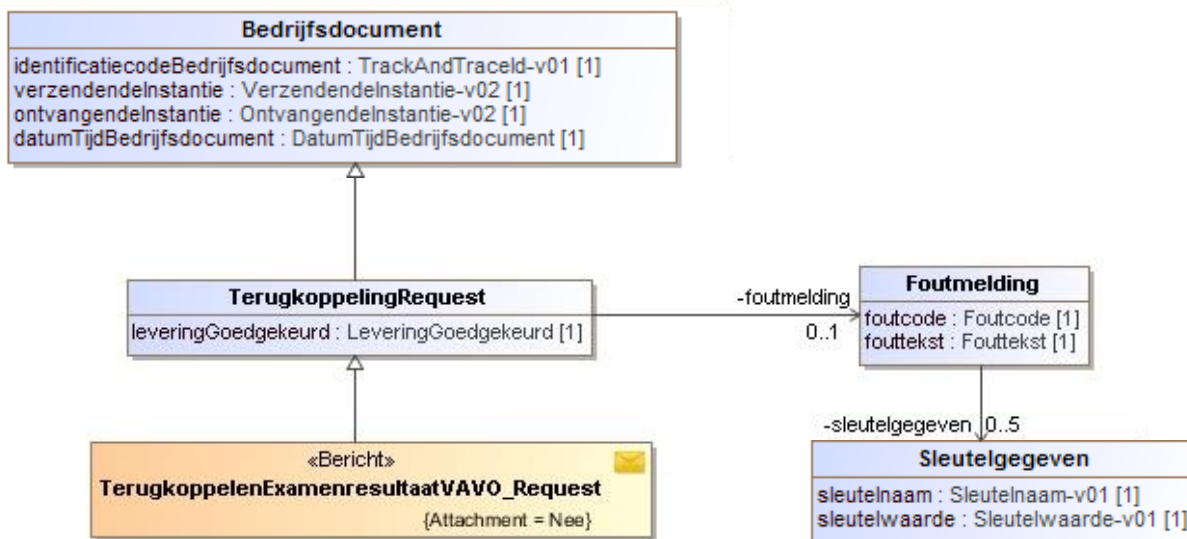 Bedrijfsdocument
identificatiecodeBedrijfsdocument : TrackAndTraceId-v01 [1]
verzendendeInstantie : VerzendendeInstantie-v02 [1]
ontvangendeInstantie : OntvangendeInstantie-v02 [1]
datumTijdBedrijfsdocument : DatumTijdBedrijfsdocument [1]
TerugkoppelingRequest
leveringGoedgekeurd : LeveringGoedgekeurd [1]
-foutmelding
0..1
Foutmelding
foutcode : Foutcode [1]
fouttekst : Fouttekst [1]
-sleutelgegeven 0..5
«Bericht»
TerugkoppelenExamenresultaatVAVO_Request
{Attachment = Nee}
Sleutelgegeven
sleutelnaam : Sleutelnaam-v01 [1]
sleutelwaarde : Sleutelwaarde-v01 [1]